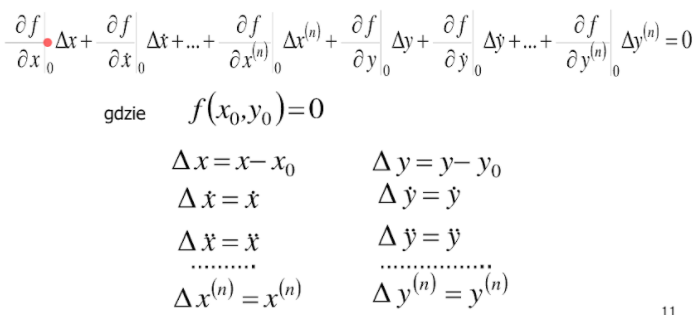 ∂f/∂x|₀ Δx + ∂f/∂ẋ|₀ Δẋ + ... + ∂f/∂x⁽ⁿ⁾|₀ Δx⁽ⁿ⁾ + ∂f/∂y|₀ Δy + ∂f/∂ẏ|₀ Δẏ + ... + ∂f/∂y⁽ⁿ⁾|₀ Δy⁽ⁿ⁾ = 0
gdzie f(x₀,y₀)=0
Δx = x − x₀ Δy = y − y₀
Δẋ = ẋ Δẏ = ẏ
Δẍ = ẍ Δÿ = ÿ
.......... ................
Δx⁽ⁿ⁾ = x⁽ⁿ⁾ Δy⁽ⁿ⁾ = y⁽ⁿ⁾
11